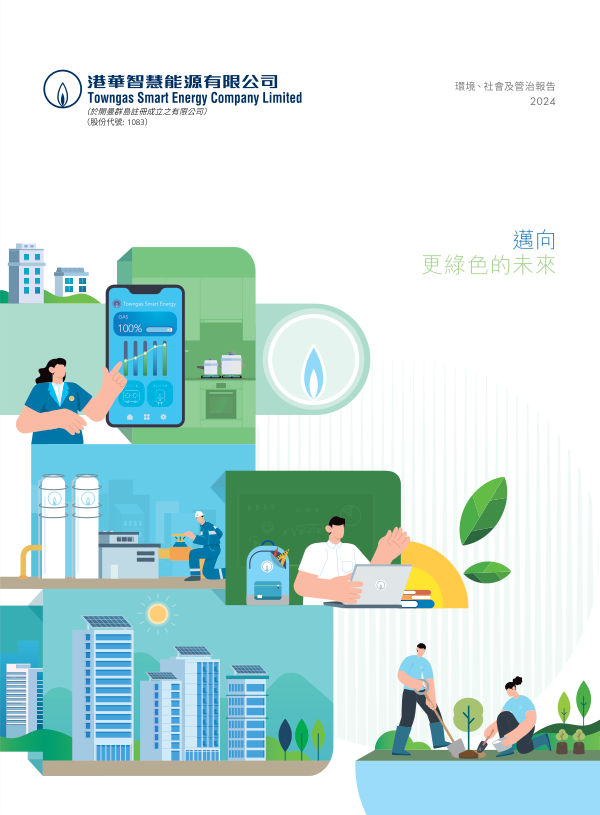 港華智慧能源有限公司
Towngas Smart Energy Company Limited
(於開曼群島註冊成立之有限公司)
(股份代號: 1083)
環境、社會及管治報告
2024
邁向
更綠色的未來
Towngas Smart Energy
GAS
100%